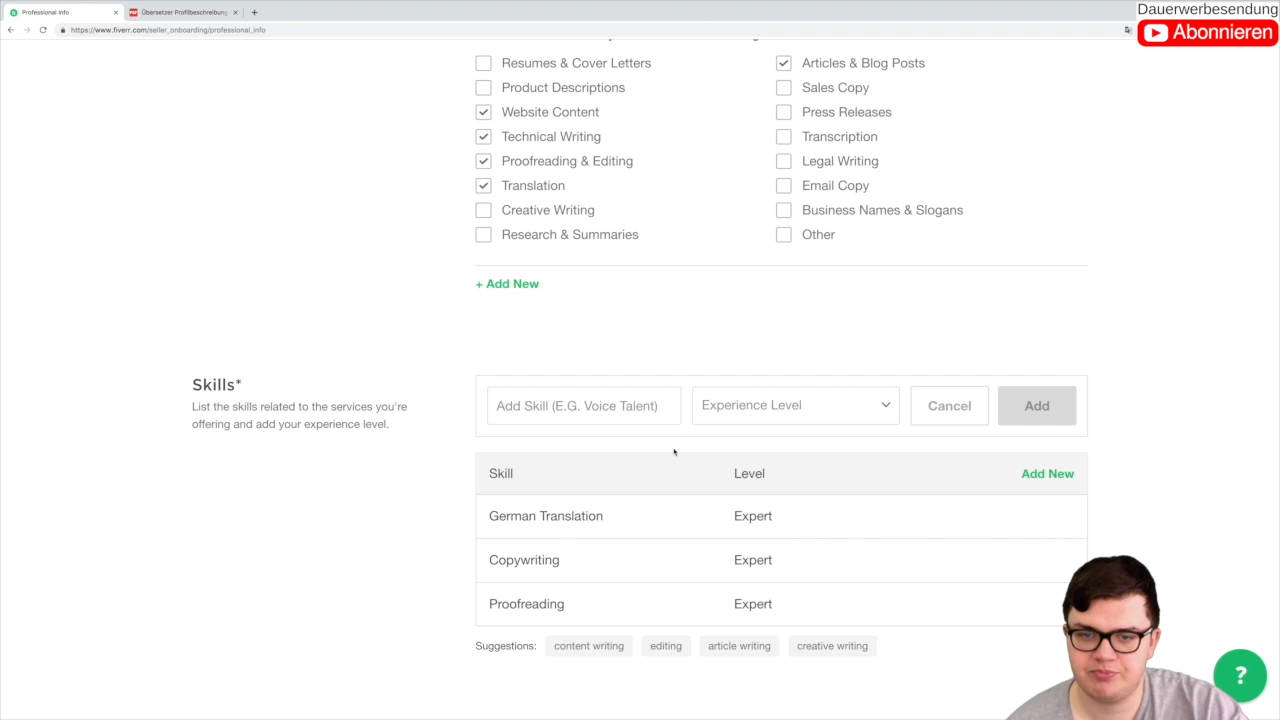 Professional Info
Übersetzer Profilbeschreibung
Dauerwerbesendung
https://www.fiverr.com/seller_onboarding/professional_info
Abonnieren
Resumes & Cover Letters
Articles & Blog Posts
Product Descriptions
Sales Copy
Website Content
Press Releases
Technical Writing
Transcription
Proofreading & Editing
Legal Writing
Translation
Email Copy
Creative Writing
Business Names & Slogans
Research & Summaries
Other
+ Add New
Skills*
List the skills related to the services you're
offering and add your experience level.
Add Skill (E.G. Voice Talent)
Experience Level
Cancel
Add
Skill
Level
Add New
German Translation
Expert
Copywriting
Expert
Proofreading
Expert
Suggestions:
content writing
editing
article writing
creative writing
?